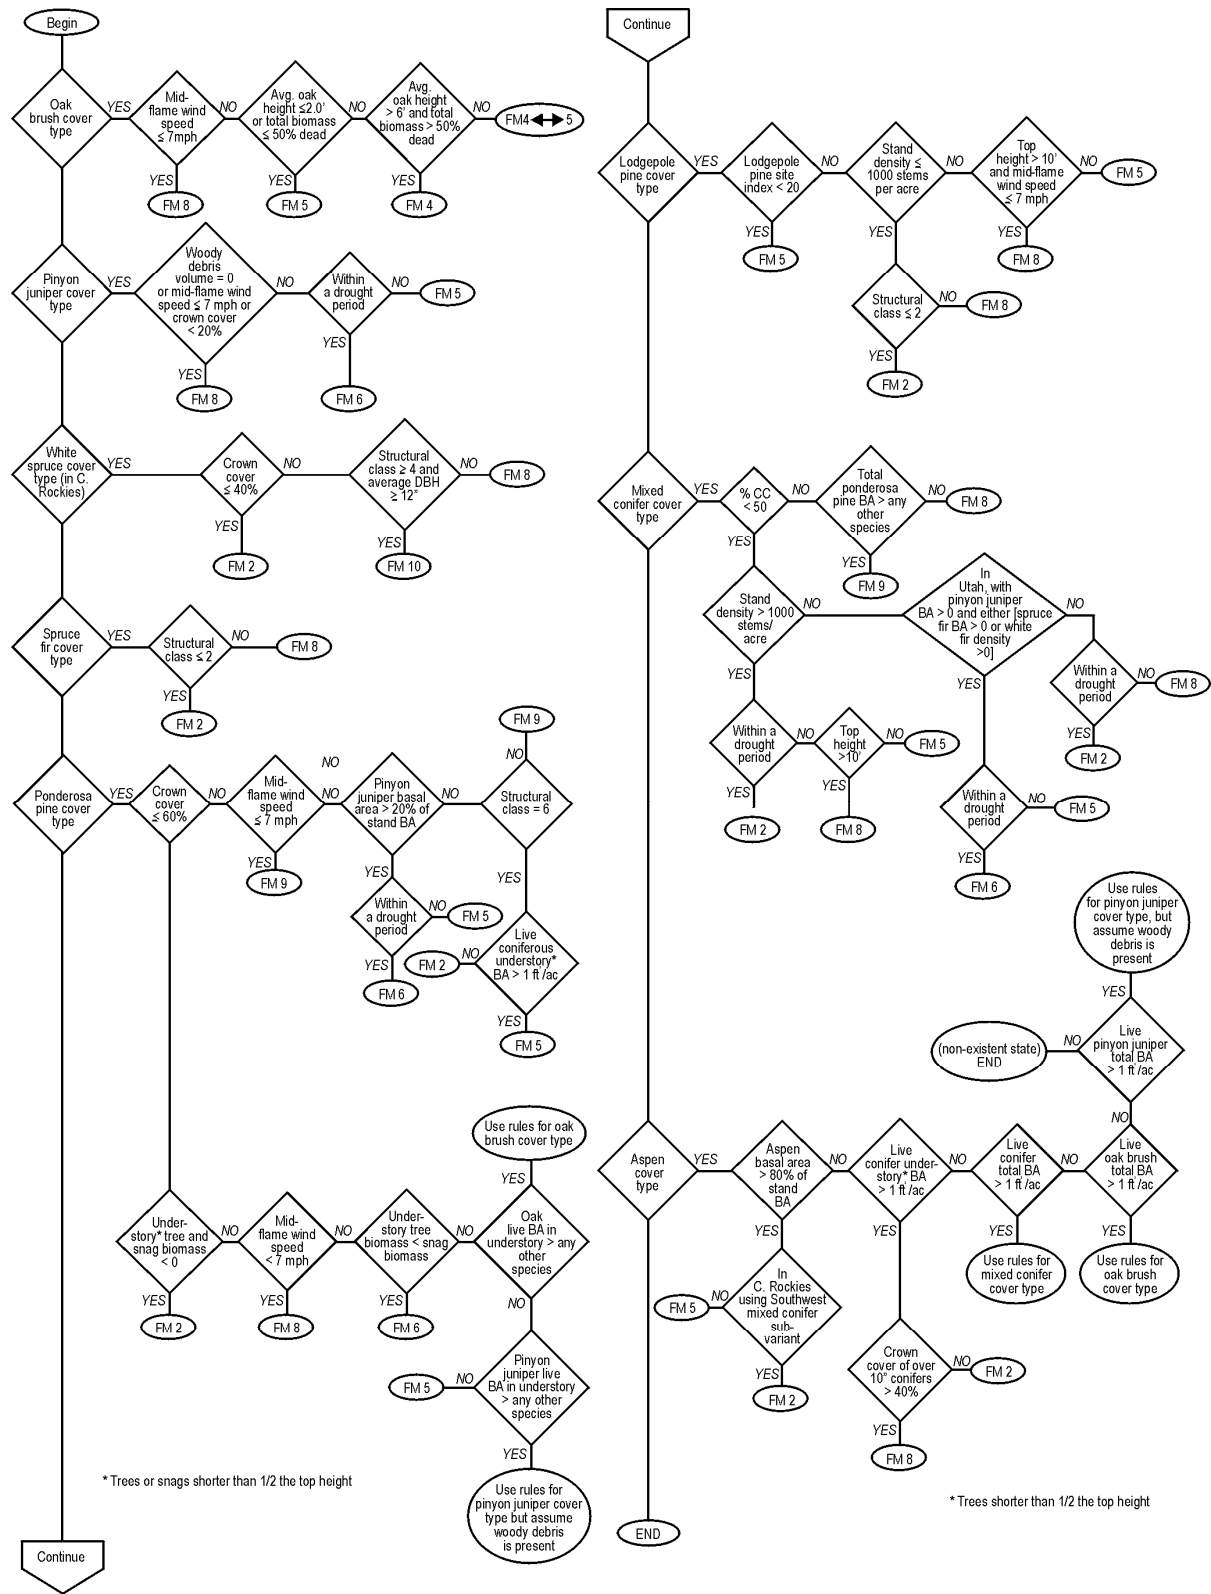 Begin
Oak
brush cover
type
YES
Mid-
flame wind
speed
≤ 7mph
NO
Avg. oak
height ≤2.0'
or total biomass
≤ 50% dead
NO
Avg.
oak height
> 6' and total
biomass > 50%
dead
NO
FM4 5
YES
FM 8
YES
FM 5
YES
FM 4
Pinyon
juniper cover
type
YES
Woody
debris
volume = 0
or mid-flame wind
speed ≤ 7 mph or
crown cover
< 20%
NO
Within
a drought
period
NO
FM 5
YES
FM 8
YES
FM 6
White
spruce cover
type (in C.
Rockies)
YES
Crown
cover
≤ 40%
NO
Structural
class ≥ 4 and
average DBH
≥ 12"
NO
FM 8
YES
FM 2
YES
FM 10
Spruce
fir cover
type
YES
Structural
class ≤ 2
NO
FM 8
YES
FM 2
Ponderosa
pine cover
type
YES
Crown
cover
≤ 60%
NO
Mid-
flame wind
speed
≤ 7 mph
NO
NO
Pinyon
juniper basal
area > 20% of
stand BA
NO
Structural
class = 6
NO
FM 9
YES
FM 9
YES
Within
a drought
period
NO
FM 5
YES
FM 6
YES
Live
coniferous
understory*
BA > 1 ft /ac
NO
FM 2
YES
FM 5
Under-
story* tree and
snag biomass
< 0
NO
Mid-
flame wind
speed
< 7 mph
NO
Under-
story tree
biomass < snag
biomass
NO
Oak
live BA in
understory > any
other
species
YES
Use rules for oak
brush cover type
YES
FM 2
YES
FM 8
YES
FM 6
NO
Pinyon
juniper live
BA in understory
> any other
species
NO
FM 5
YES
Use rules for
pinyon juniper cover
type but assume
woody debris
is present
* Trees or snags shorter than 1/2 the top height
Continue
Continue
Lodgepole
pine cover
type
YES
Lodgepole
pine site
index < 20
NO
Stand
density ≤
1000 stems
per acre
NO
Top
height > 10'
and mid-flame
wind speed
≤ 7 mph
NO
FM 5
YES
FM 5
YES
Structural
class ≤ 2
NO
FM 8
YES
FM 2
YES
FM 8
Mixed
conifer cover
type
YES
% CC
< 50
NO
Total
ponderosa
pine BA > any
other
species
NO
FM 8
YES
FM 9
YES
Stand
density > 1000
stems/
acre
NO
In
Utah, with
pinyon juniper
BA > 0 and either [spruce
fir BA > 0 or white
fir density
>0]
NO
Within a
drought
period
NO
FM 8
YES
FM 2
YES
Within a
drought
period
NO
Top
height
>10'
NO
FM 5
YES
FM 2
YES
FM 8
YES
Within a
drought
period
NO
FM 5
YES
FM 6
Aspen
cover
type
YES
Aspen
basal area
> 80% of
stand
BA
NO
Live
conifer under-
story* BA
> 1 ft /ac
NO
Live
conifer
total BA
> 1 ft /ac
NO
Live
oak brush
total BA
> 1 ft /ac
NO
Live
pinyon juniper
total BA
> 1 ft /ac
NO
(non-existent state)
END
YES
Use rules
for pinyon juniper
cover type, but
assume woody
debris is
present
YES
In
C. Rockies
using Southwest
mixed conifer
sub-
variant
NO
FM 5
YES
FM 2
YES
Crown
cover of over
10" conifers
> 40%
NO
FM 2
YES
FM 8
YES
Use rules for
mixed conifer
cover type
YES
Use rules for
oak brush
cover type
* Trees shorter than 1/2 the top height
END